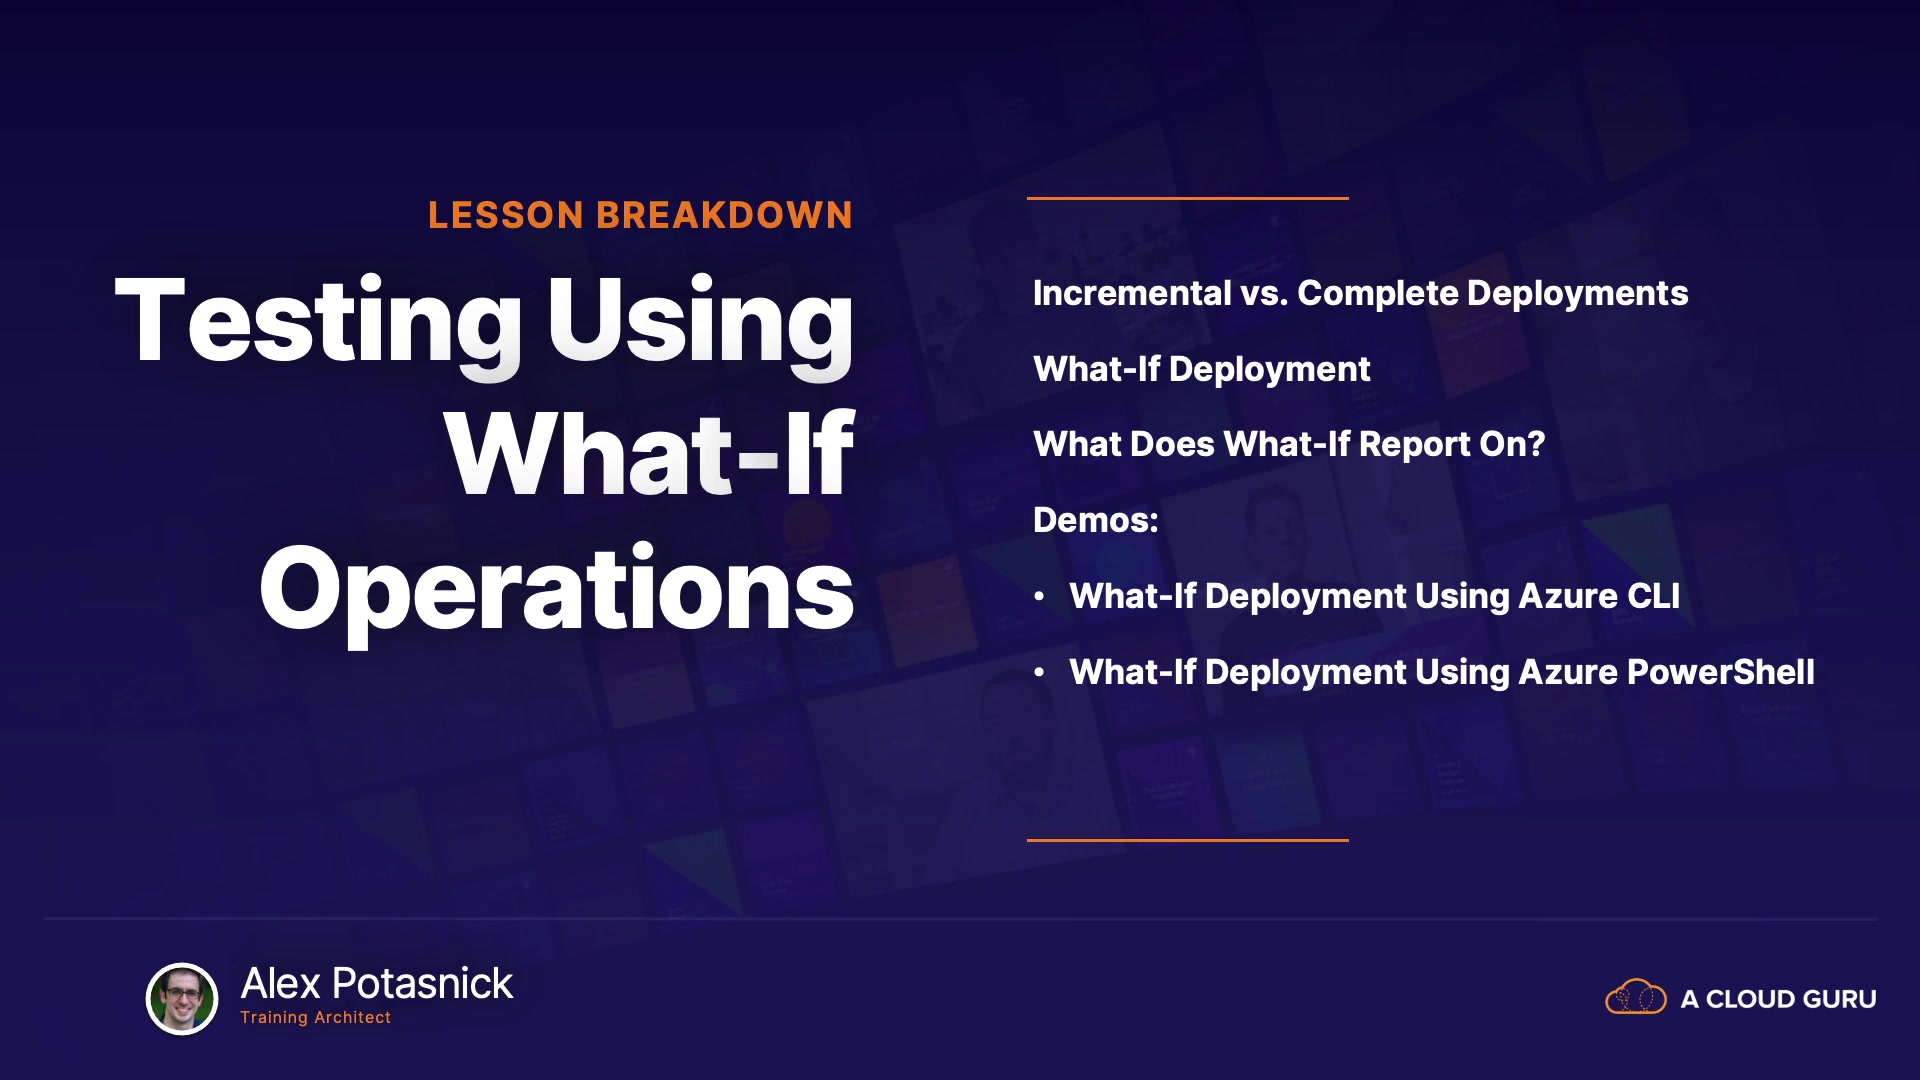 LESSON BREAKDOWN
Testing Using
What-If
Operations
Incremental vs. Complete Deployments
What-If Deployment
What Does What-If Report On?
Demos:
• What-If Deployment Using Azure CLI
• What-If Deployment Using Azure PowerShell
Alex Potasnick
Training Architect
A CLOUD GURU